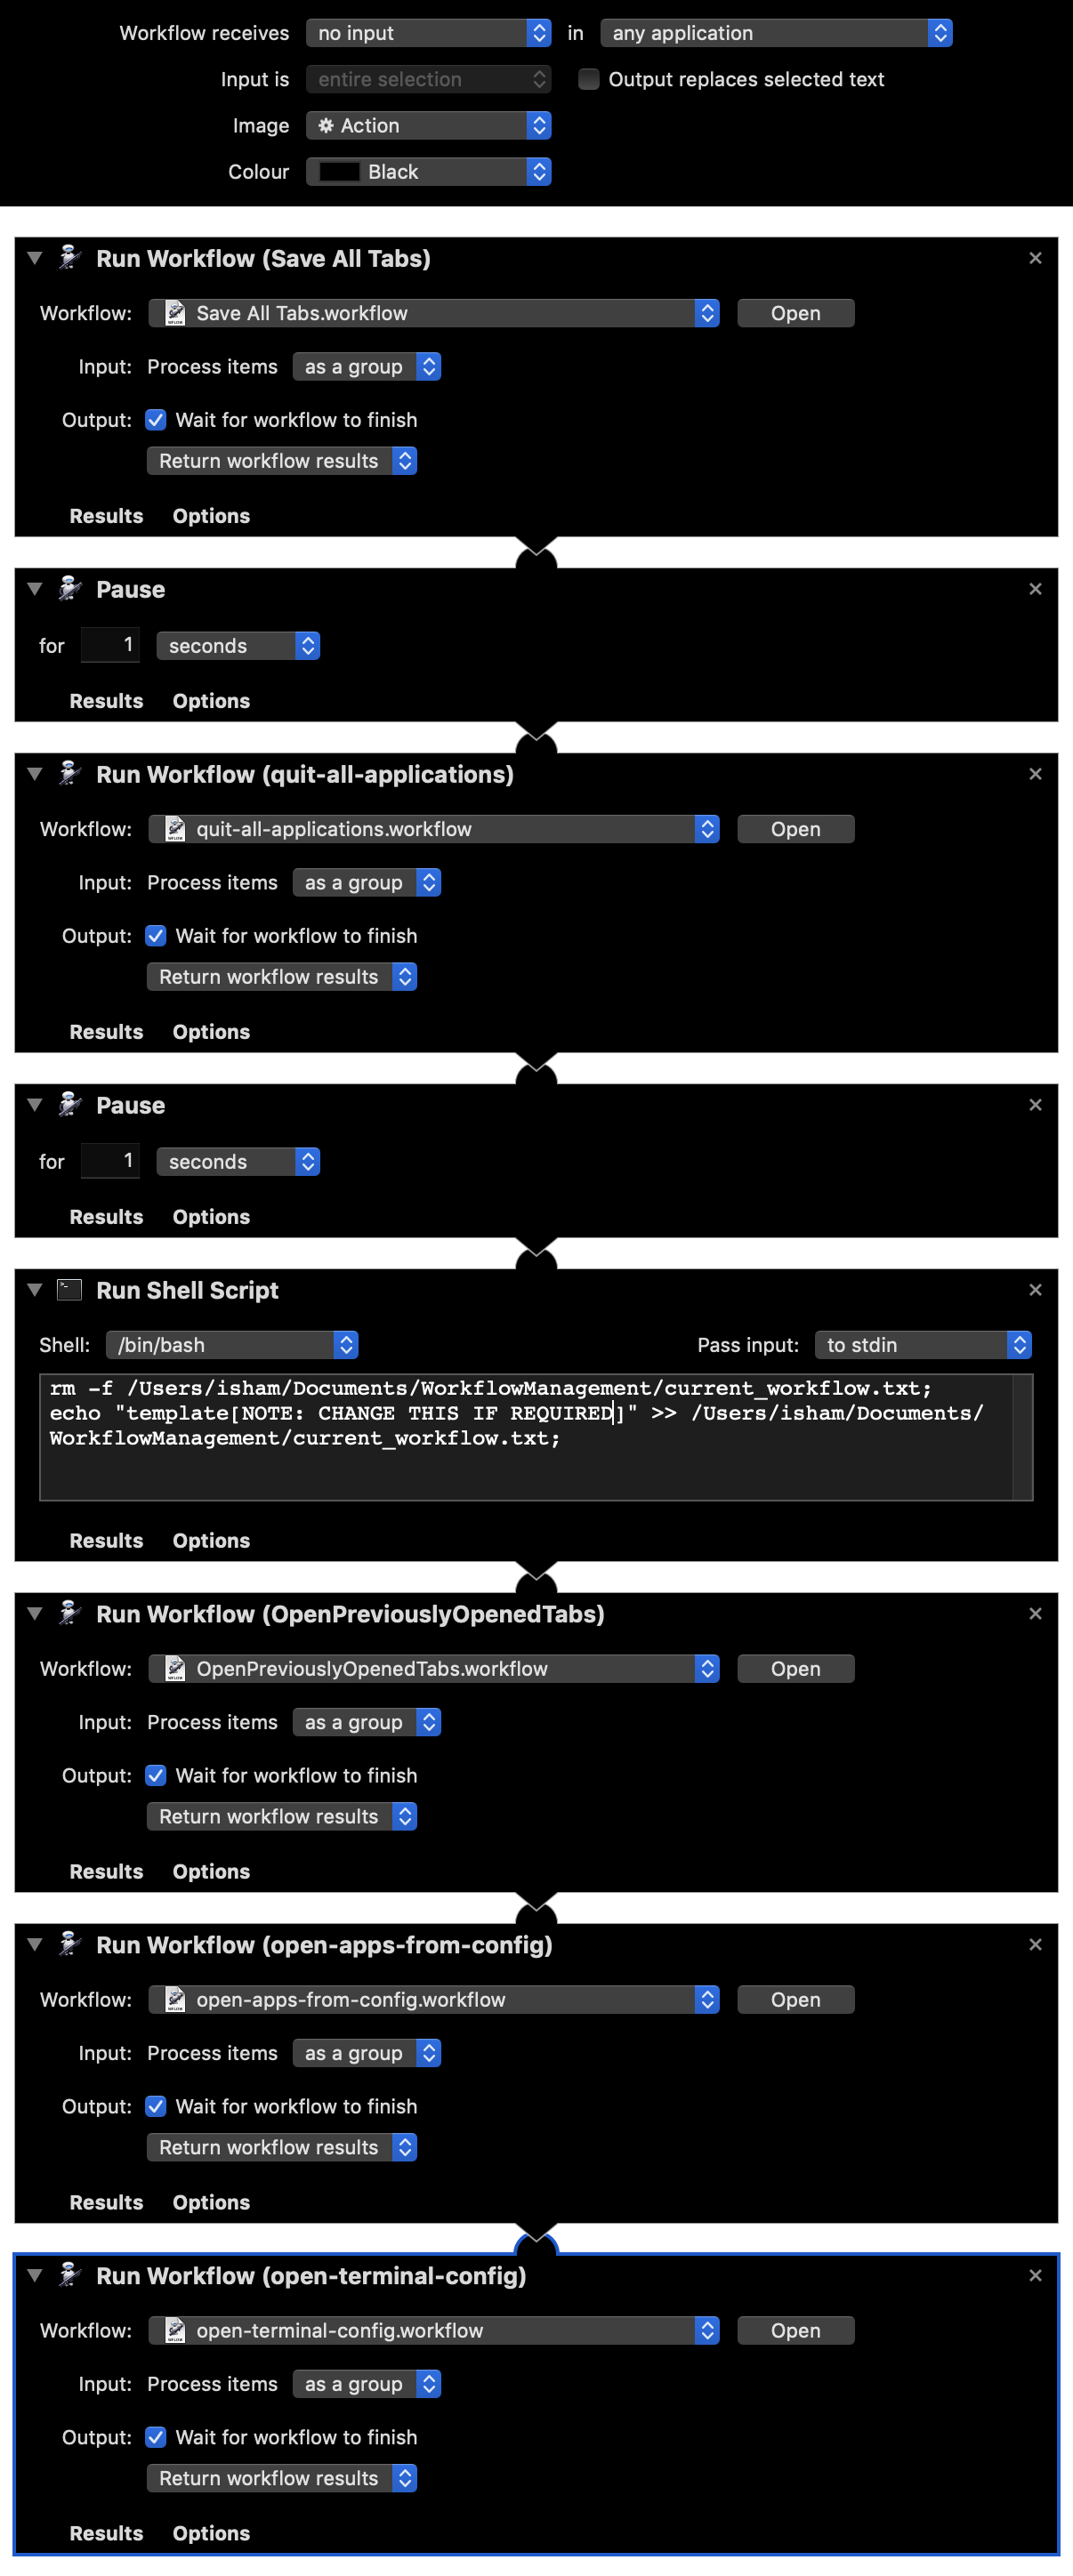 Workflow receives no input in any application
Input is entire selection Output replaces selected text
Image Action
Colour Black
Run Workflow (Save All Tabs)
Workflow: Save All Tabs.workflow Open
Input: Process items as a group
Output: Wait for workflow to finish
Return workflow results
Results Options
Pause
for 1 seconds
Results Options
Run Workflow (quit-all-applications)
Workflow: quit-all-applications.workflow Open
Input: Process items as a group
Output: Wait for workflow to finish
Return workflow results
Results Options
Pause
for 1 seconds
Results Options
Run Shell Script
Shell: /bin/bash Pass input: to stdin
rm -f /Users/isham/Documents/WorkflowManagement/current_workflow.txt;
echo "template[NOTE: CHANGE THIS IF REQUIRED]" >> /Users/isham/Documents/
WorkflowManagement/current_workflow.txt;
Results Options
Run Workflow (OpenPreviouslyOpenedTabs)
Workflow: OpenPreviouslyOpenedTabs.workflow Open
Input: Process items as a group
Output: Wait for workflow to finish
Return workflow results
Results Options
Run Workflow (open-apps-from-config)
Workflow: open-apps-from-config.workflow Open
Input: Process items as a group
Output: Wait for workflow to finish
Return workflow results
Results Options
Run Workflow (open-terminal-config)
Workflow: open-terminal-config.workflow Open
Input: Process items as a group
Output: Wait for workflow to finish
Return workflow results
Results Options